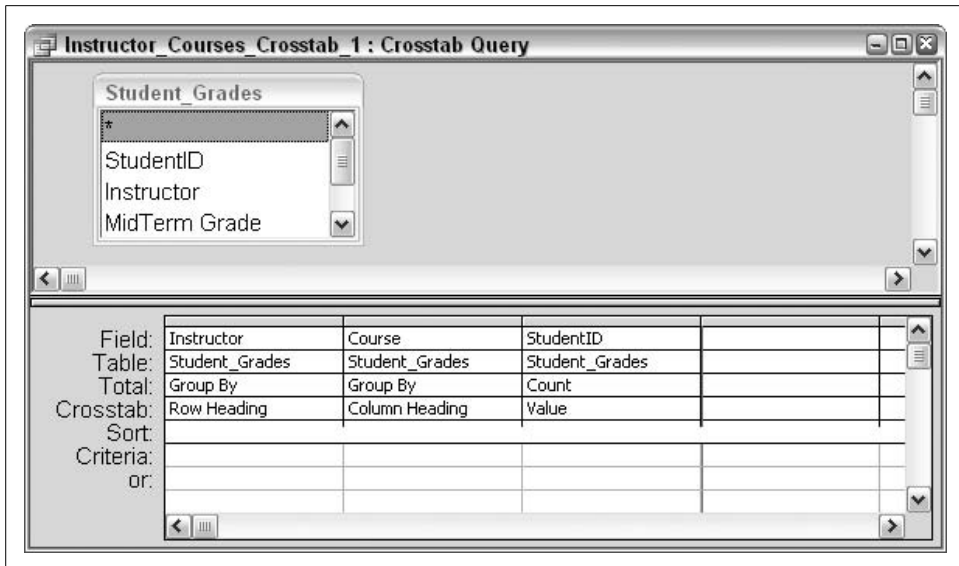 Instructor_Courses_Crosstab_1 : Crosstab Query
Student_Grades
*
StudentID
Instructor
MidTerm Grade
Field: Instructor Course StudentID
Table: Student_Grades Student_Grades Student_Grades
Total: Group By Group By Count
Crosstab: Row Heading Column Heading Value
Sort:
Criteria:
or: